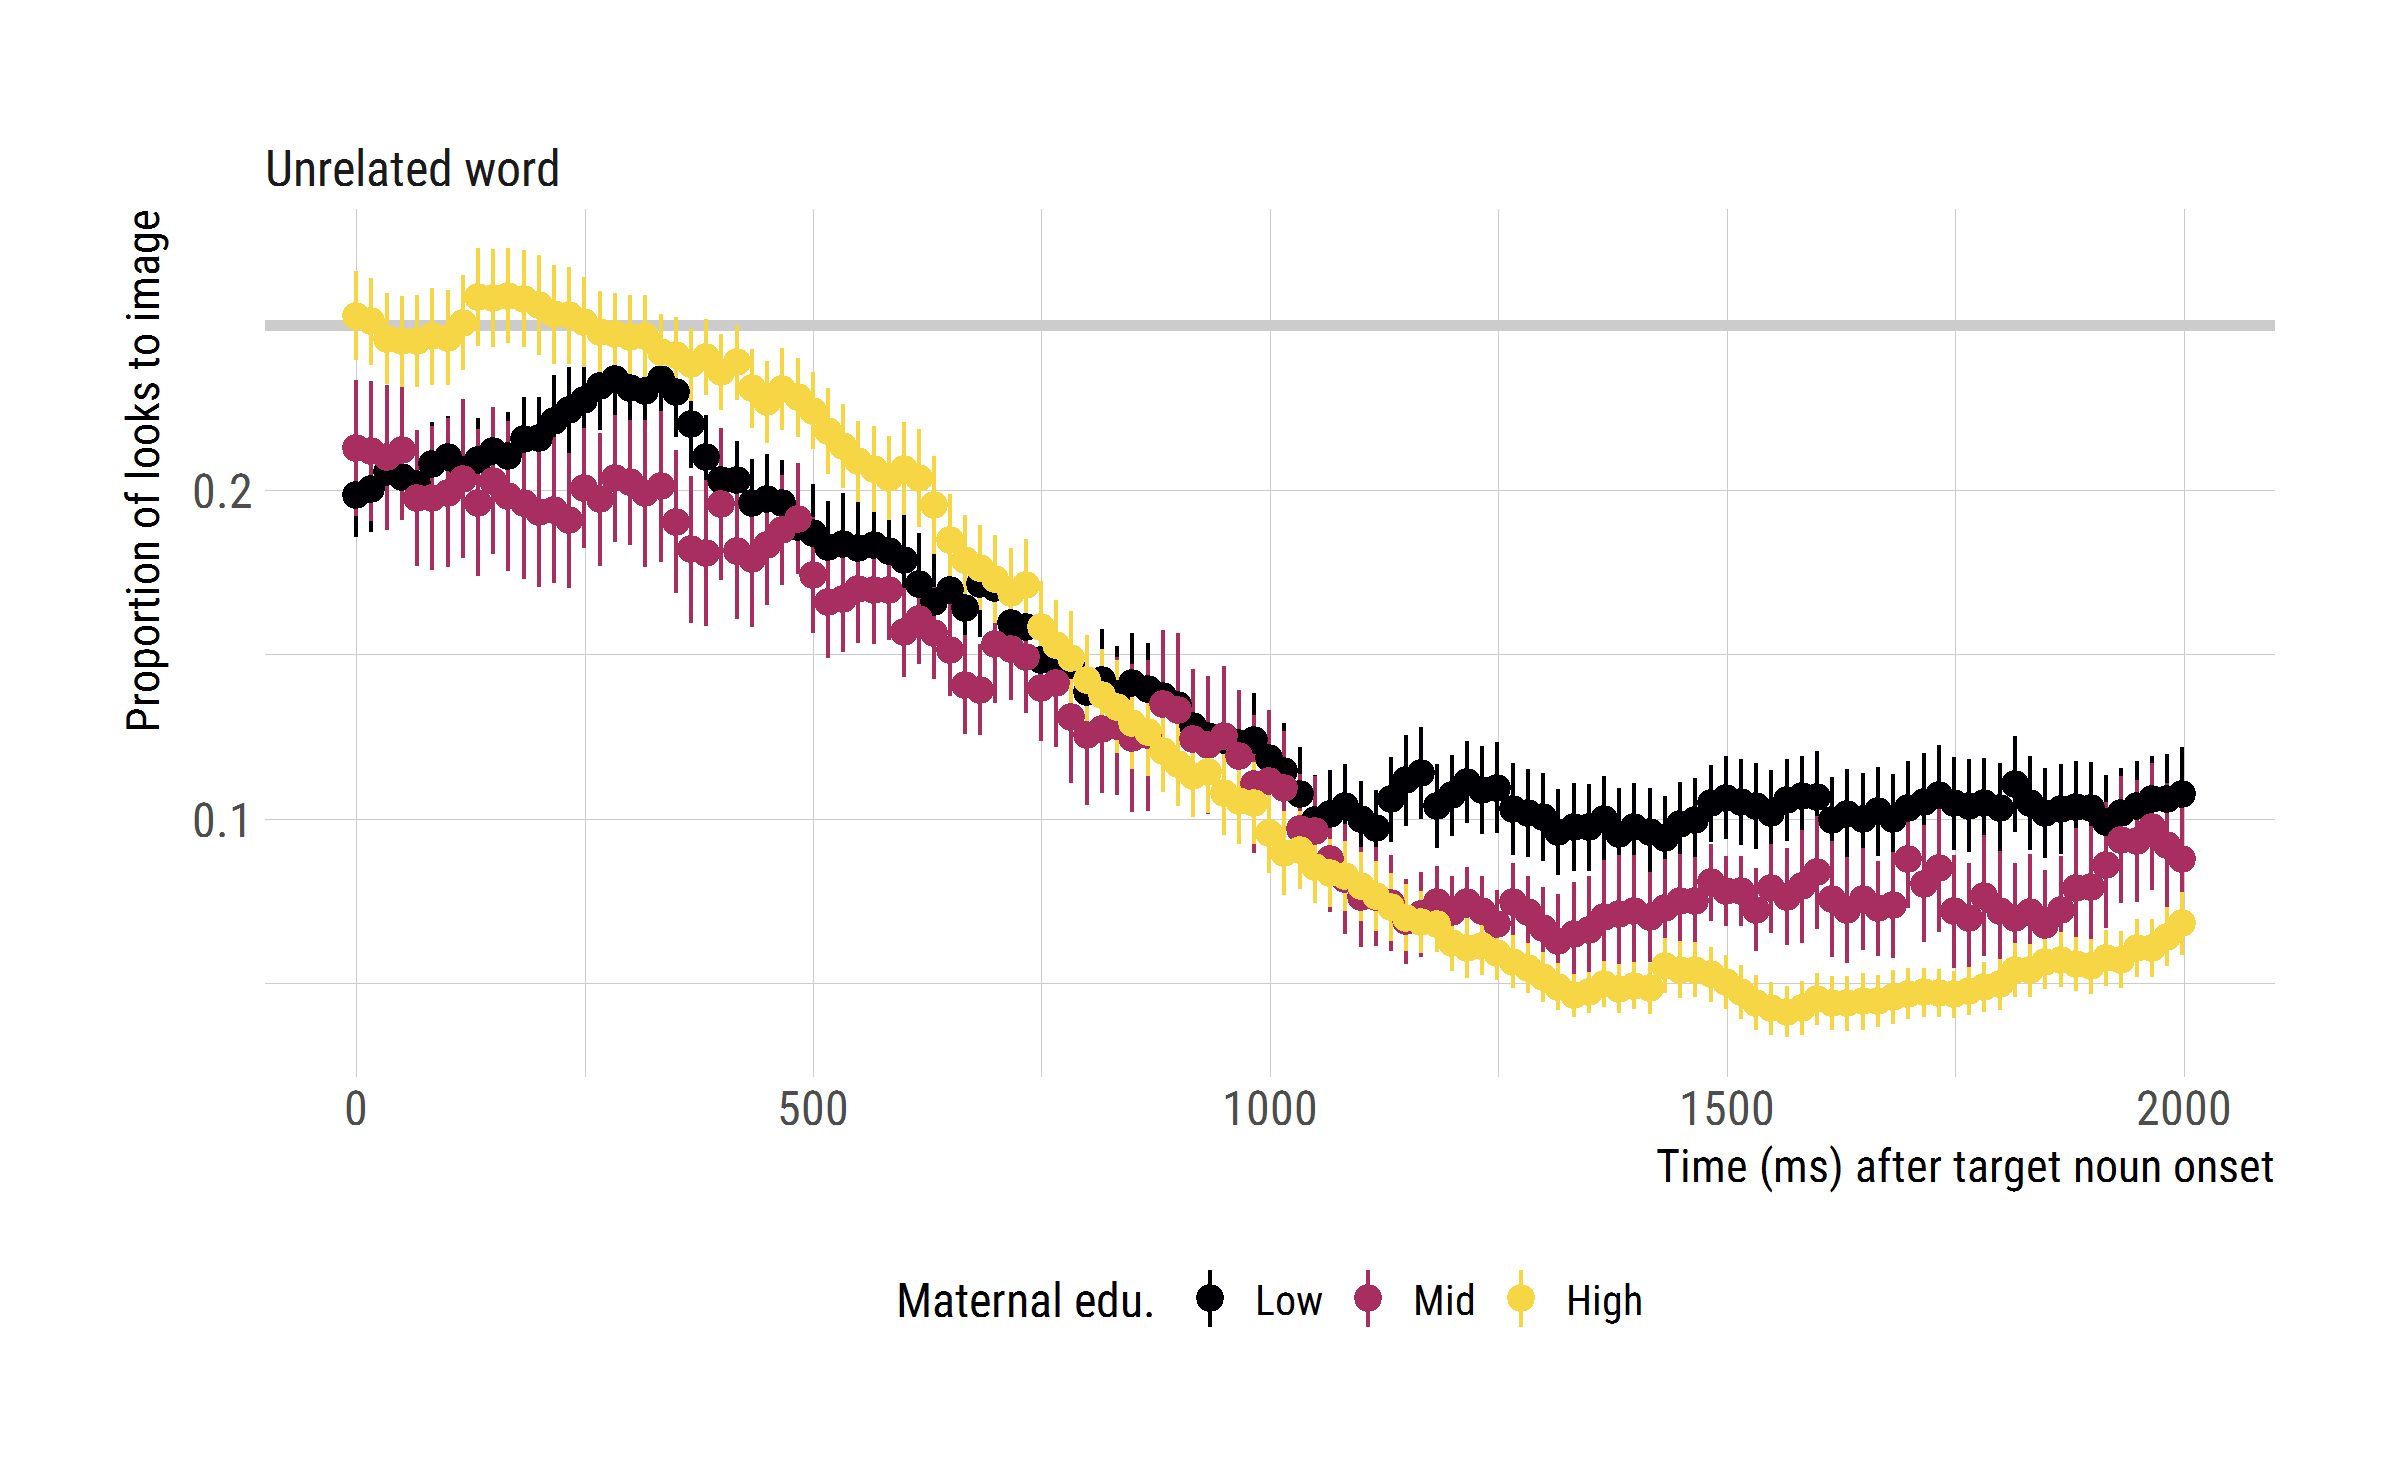 Unrelated word
Proportion of looks to image
0.2
0.1
0 500 1000 1500 2000
Time (ms) after target noun onset
Maternal edu. Low Mid High